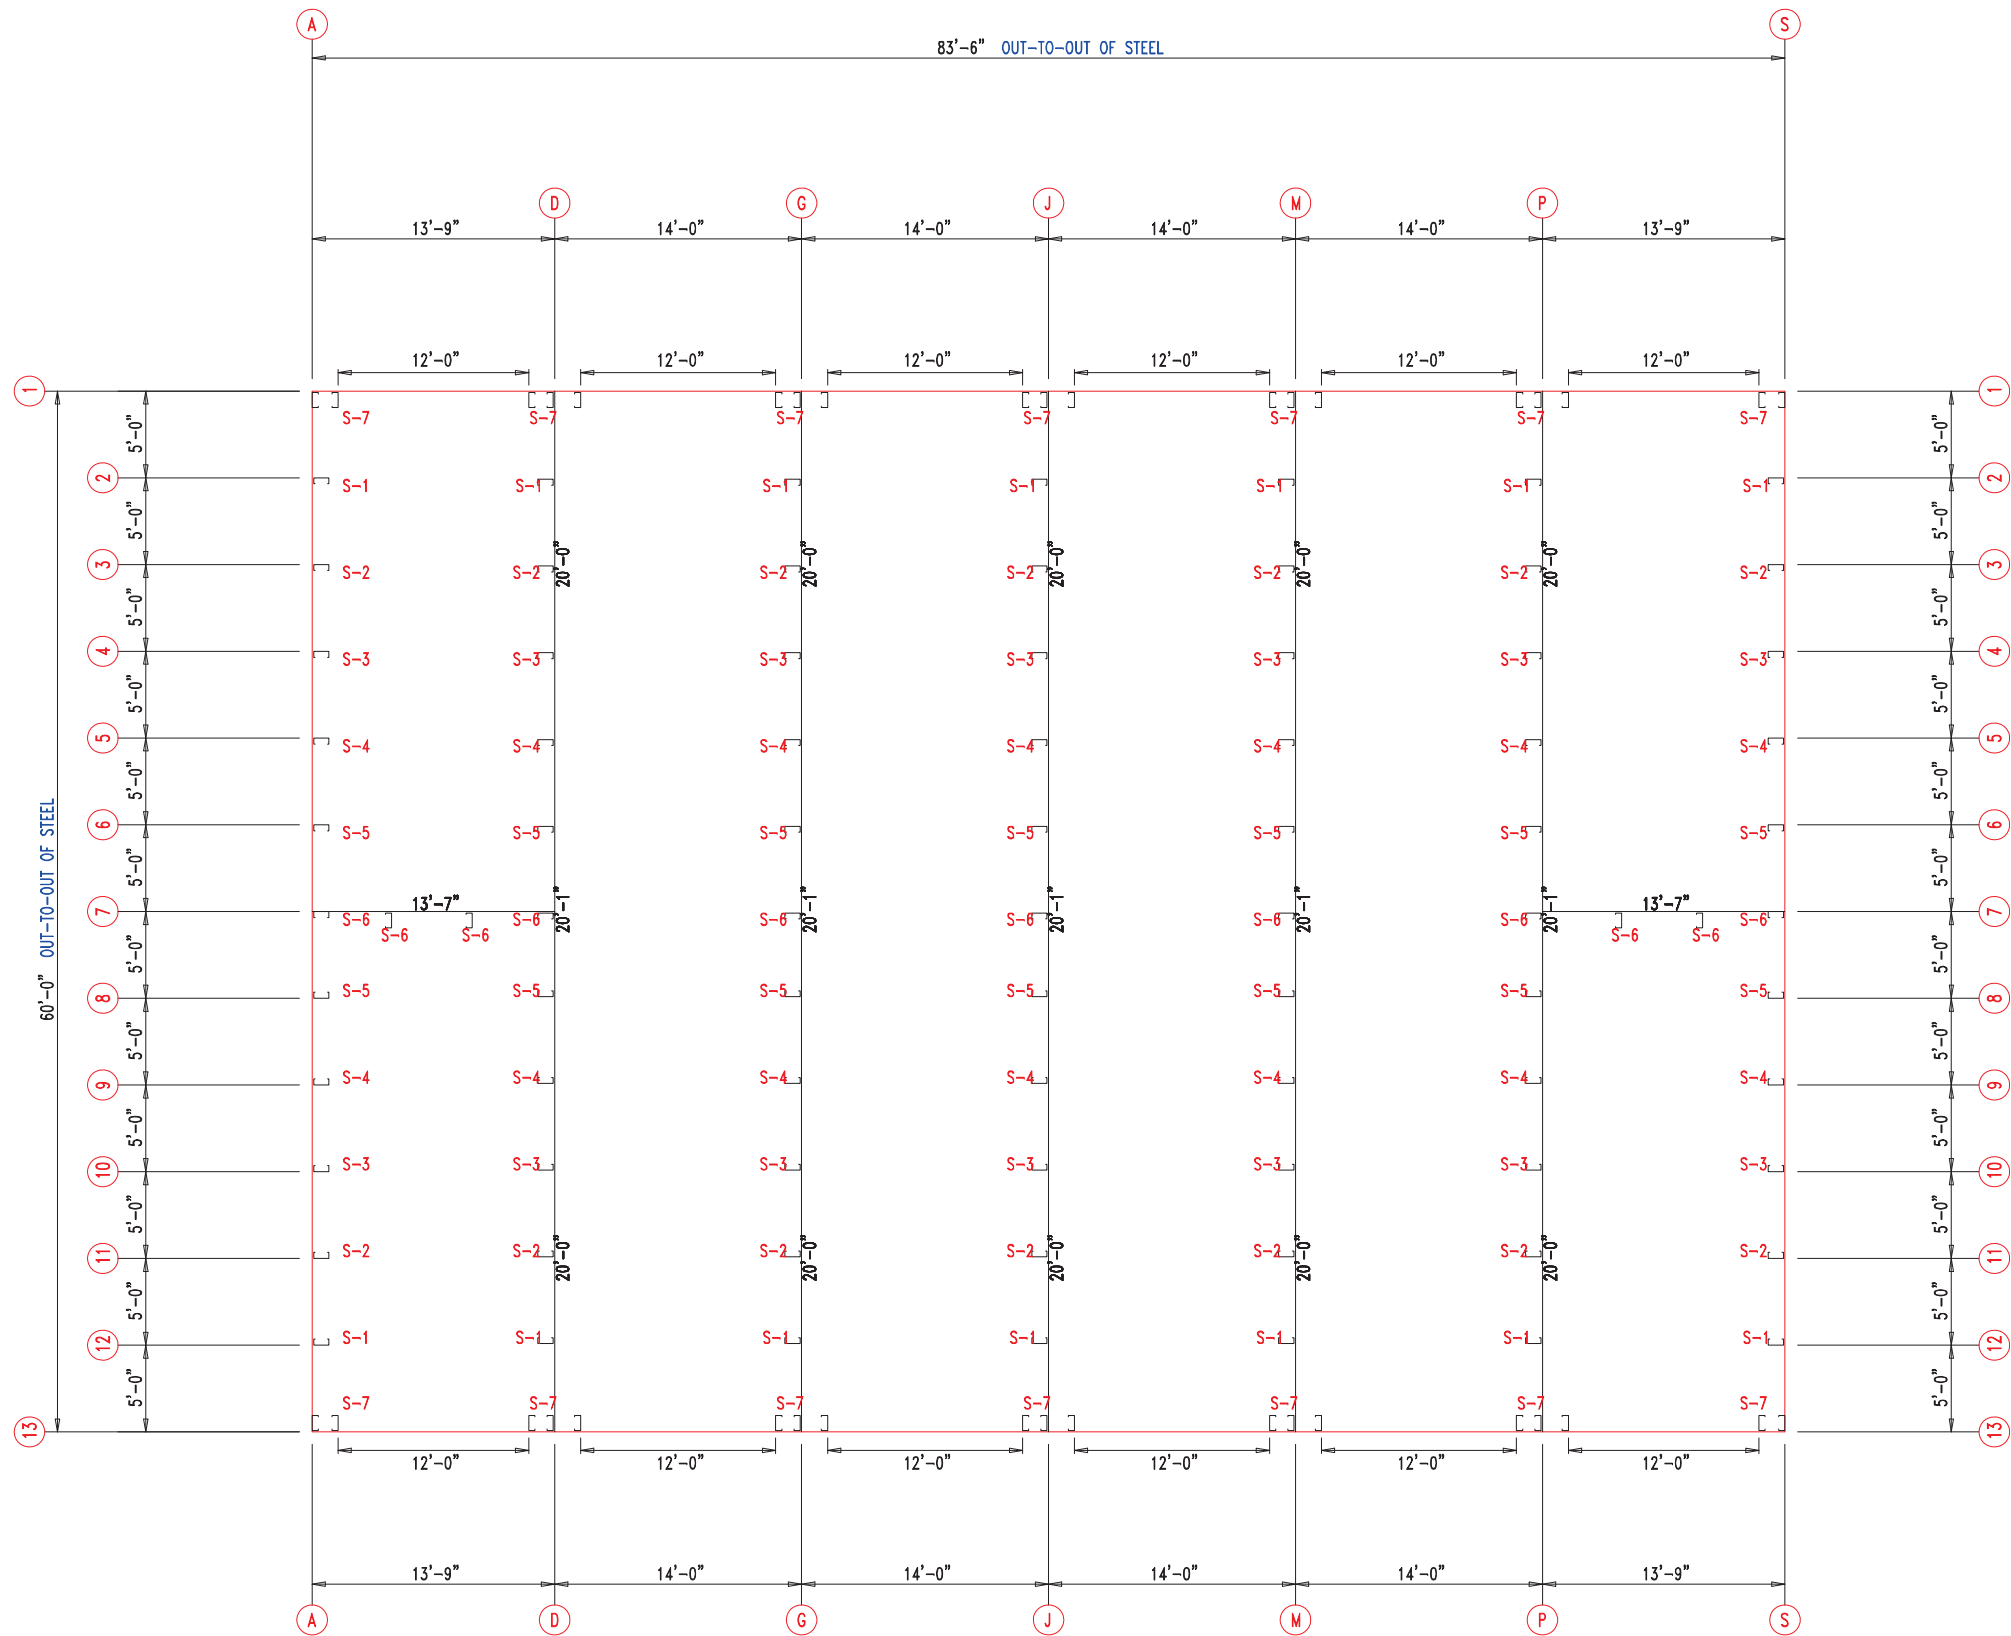 A S
83'-6" OUT-TO-OUT OF STEEL
D G J M P
13'-9" 14'-0" 14'-0" 14'-0" 14'-0" 13'-9"
12'-0" 12'-0" 12'-0" 12'-0" 12'-0" 12'-0"
1 1
S-7 S-7 S-7 S-7 S-7 S-7 S-7
5'-0" 5'-0"
2 S-1 S-1 S-1 S-1 S-1 S-1 S-1 2
5'-0" 5'-0"
3 S-2 S-2 20'-0" S-2 20'-0" S-2 20'-0" S-2 20'-0" S-2 20'-0" S-2 3
5'-0" 5'-0"
4 S-3 S-3 S-3 S-3 S-3 S-3 S-3 4
5'-0" 5'-0"
5 S-4 S-4 S-4 S-4 S-4 S-4 S-4 5
5'-0" 5'-0"
6 S-5 S-5 S-5 S-5 S-5 S-5 S-5 6
5'-0" 5'-0"
60'-0" OUT-TO-OUT OF STEEL
13'-7" 13'-7"
7 S-6 S-6 20'-1" S-6 20'-1" S-6 20'-1" S-6 20'-1" S-6 20'-1" S-6 7
S-6 S-6 S-6 S-6
5'-0" 5'-0"
8 S-5 S-5 S-5 S-5 S-5 S-5 S-5 8
5'-0" 5'-0"
9 S-4 S-4 S-4 S-4 S-4 S-4 S-4 9
5'-0" 5'-0"
10 S-3 S-3 S-3 S-3 S-3 S-3 S-3 10
5'-0" 5'-0"
11 S-2 S-2 20'-0" S-2 20'-0" S-2 20'-0" S-2 20'-0" S-2 20'-0" S-2 11
5'-0" 5'-0"
12 S-1 S-1 S-1 S-1 S-1 S-1 S-1 12
5'-0" 5'-0"
S-7 S-7 S-7 S-7 S-7 S-7 S-7
13 13
12'-0" 12'-0" 12'-0" 12'-0" 12'-0" 12'-0"
13'-9" 14'-0" 14'-0" 14'-0" 14'-0" 13'-9"
A D G J M P S